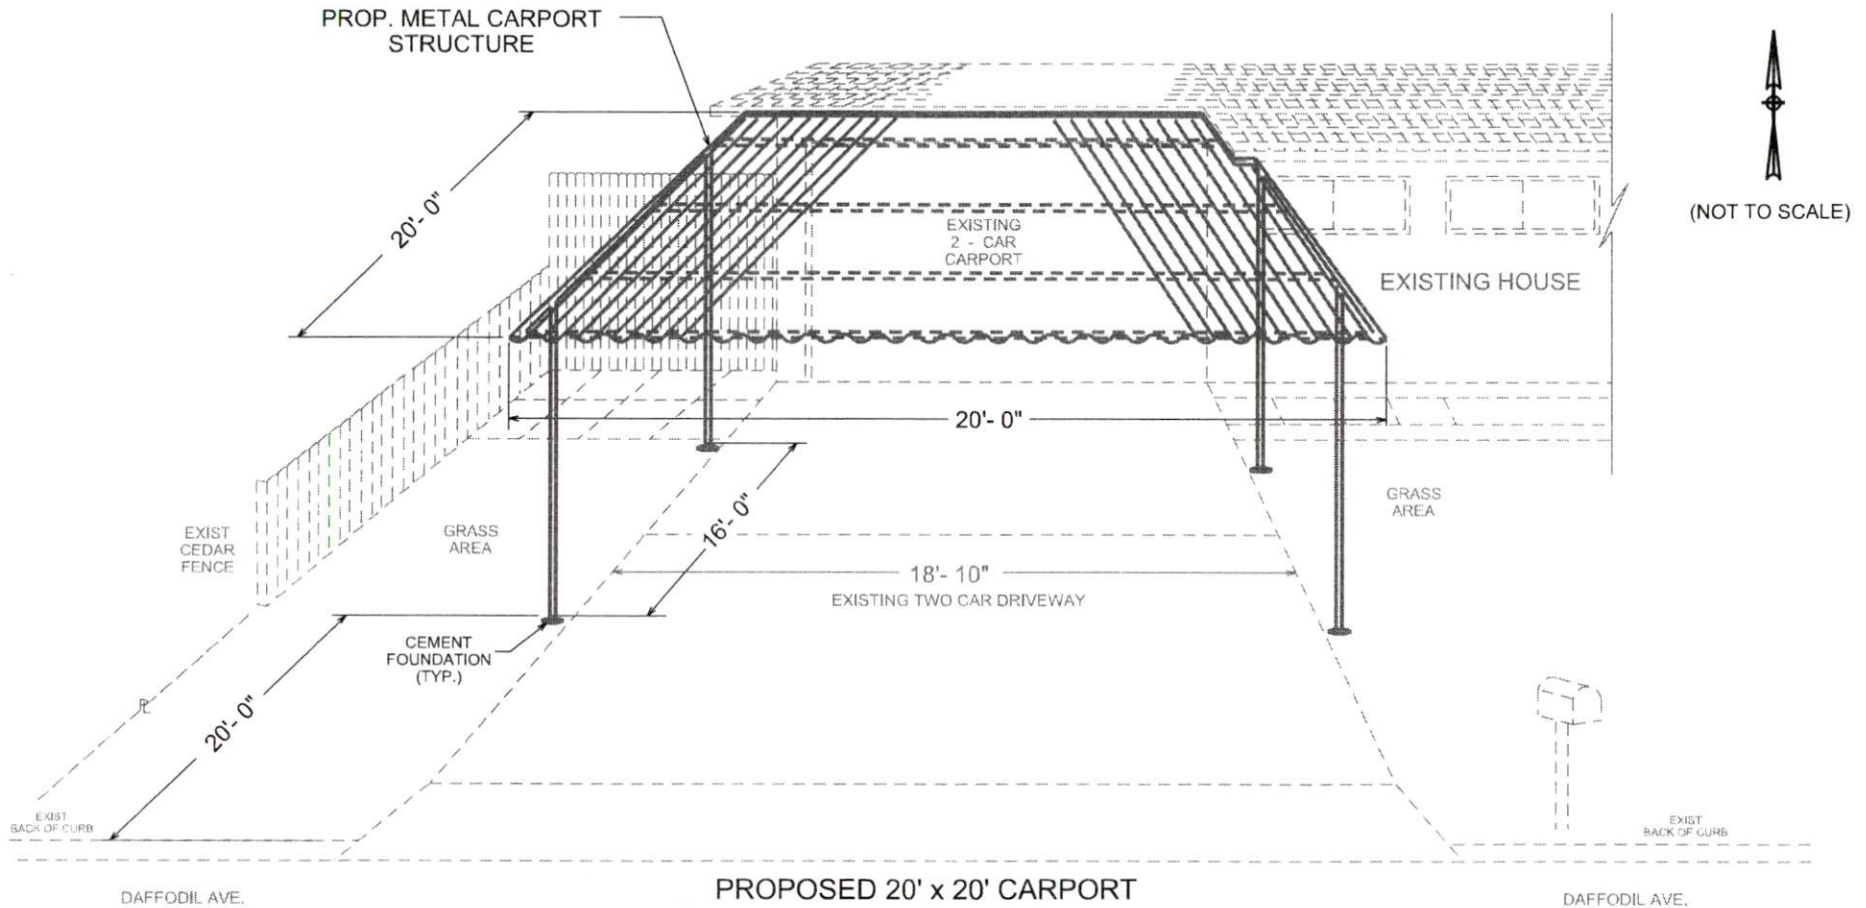 PROP. METAL CARPORT
STRUCTURE
(NOT TO SCALE)
20'- 0"
EXISTING
2 - CAR
CARPORT
EXISTING HOUSE
20'- 0"
EXIST
CEDAR
FENCE
GRASS
AREA
16'- 0"
GRASS
AREA
18'- 10"
EXISTING TWO CAR DRIVEWAY
CEMENT
FOUNDATION
(TYP.)
20'- 0"
PL
EXIST
BACK OF CURB
EXIST
BACK OF CURB
DAFFODIL AVE.
PROPOSED 20' x 20' CARPORT
DAFFODIL AVE.